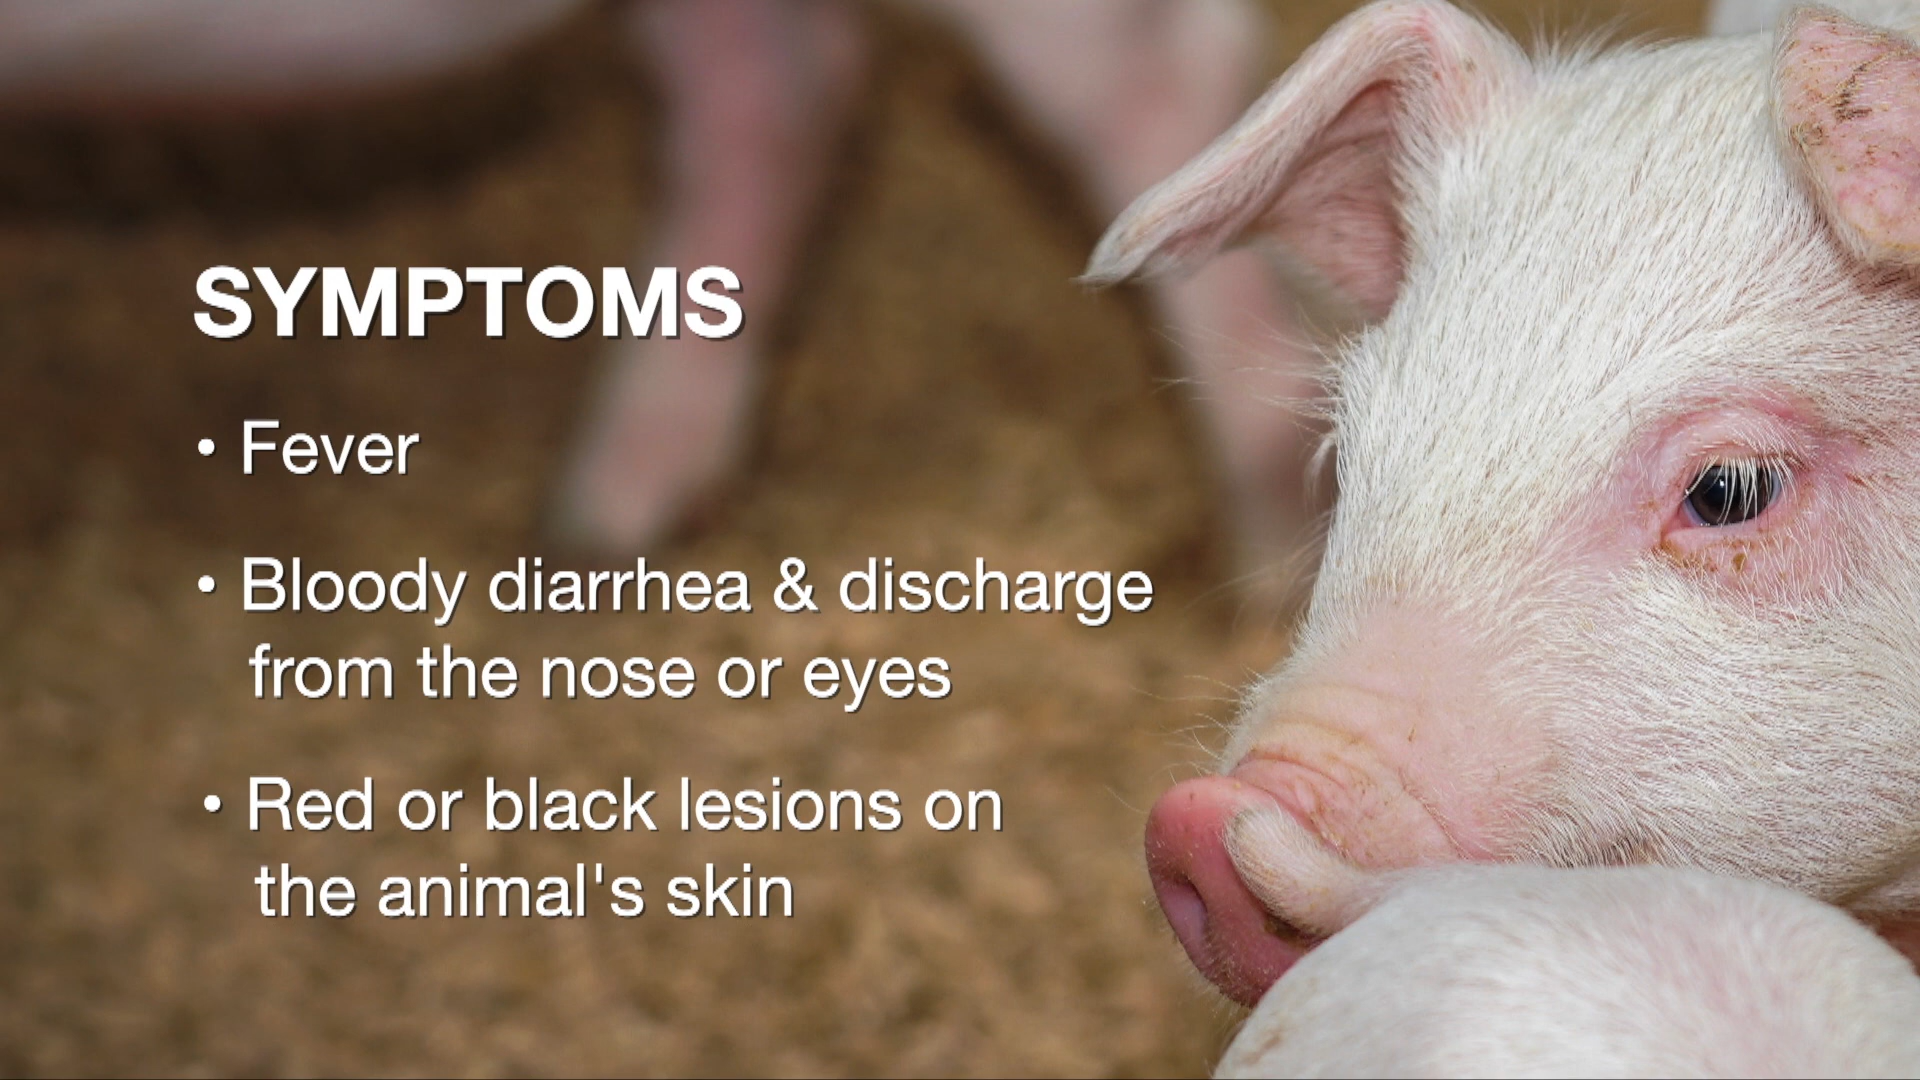 SYMPTOMS
• Fever
• Bloody diarrhea & discharge
from the nose or eyes
• Red or black lesions on
the animal's skin